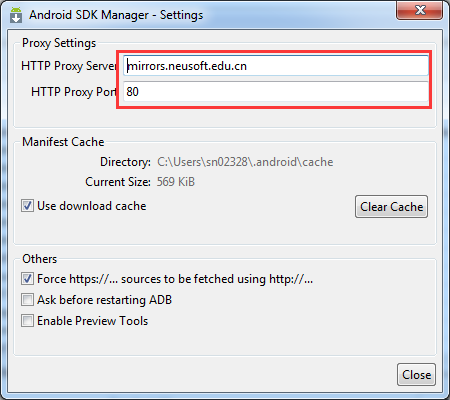 Android SDK Manager - Settings
Proxy Settings
HTTP Proxy Server mirrors.neusoft.edu.cn
HTTP Proxy Port 80
Manifest Cache
Directory: C:\Users\sn02328\.android\cache
Current Size: 569 KiB
Use download cache Clear Cache
Others
Force https://... sources to be fetched using http://...
Ask before restarting ADB
Enable Preview Tools
Close